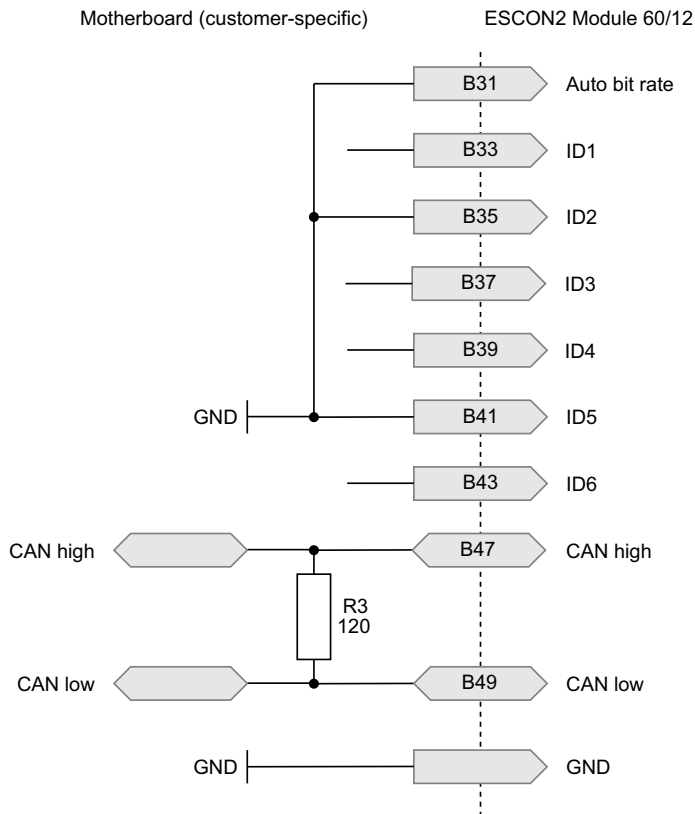 Motherboard (customer-specific) ESCON2 Module 60/12
B31 Auto bit rate
B33 ID1
B35 ID2
B37 ID3
B39 ID4
GND B41 ID5
B43 ID6
CAN high B47 CAN high
R3
120
CAN low B49 CAN low
GND GND